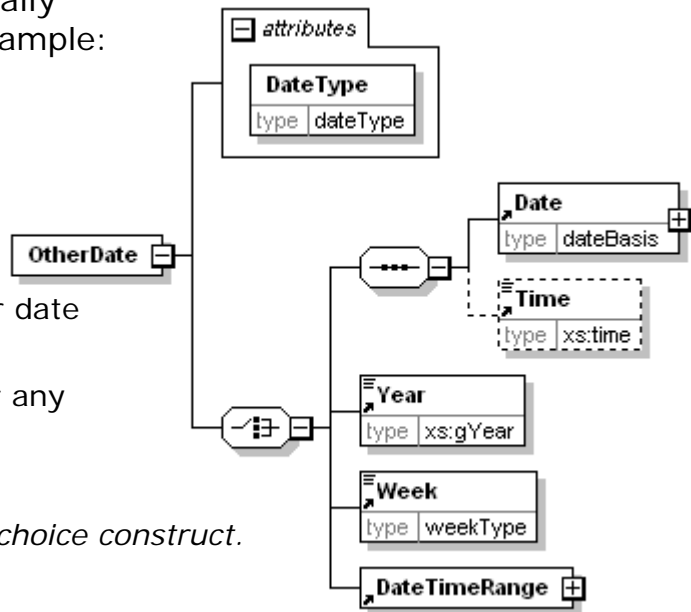 ally
ample:
attributes
DateType
type dateType
Date
type dateBasis
OtherDate
Time
type xs:time
r date
Year
type xs:gYear
r any
Week
type weekType
choice construct.
DateTimeRange